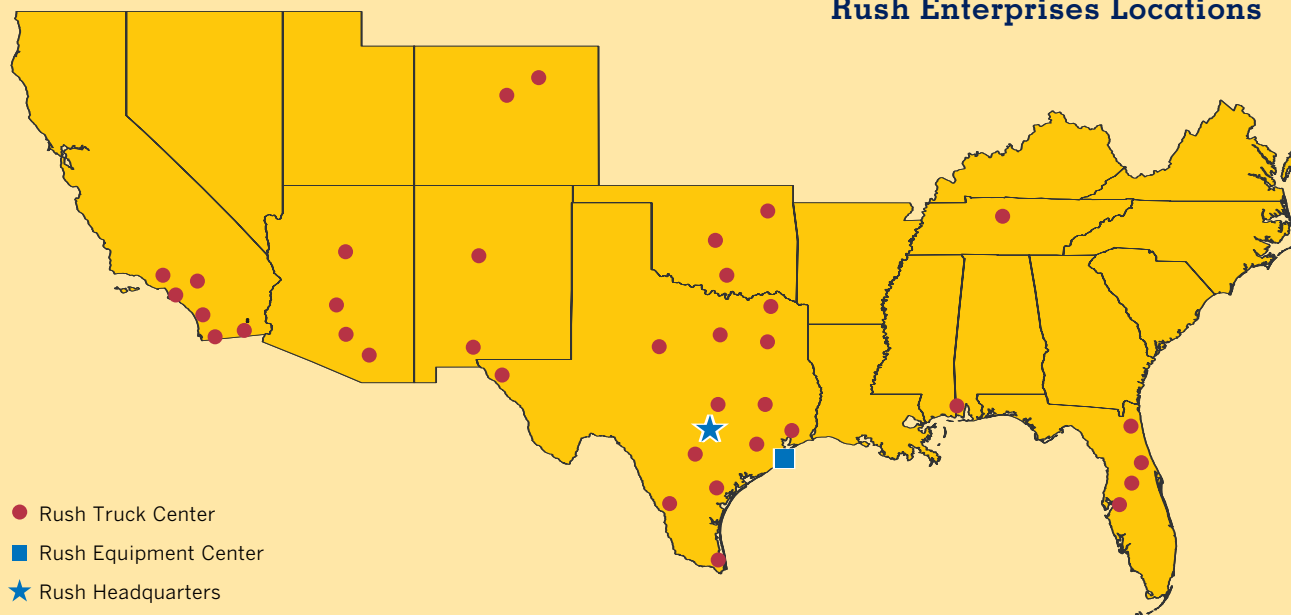 Rush Enterprises Locations
Rush Truck Center
Rush Equipment Center
Rush Headquarters